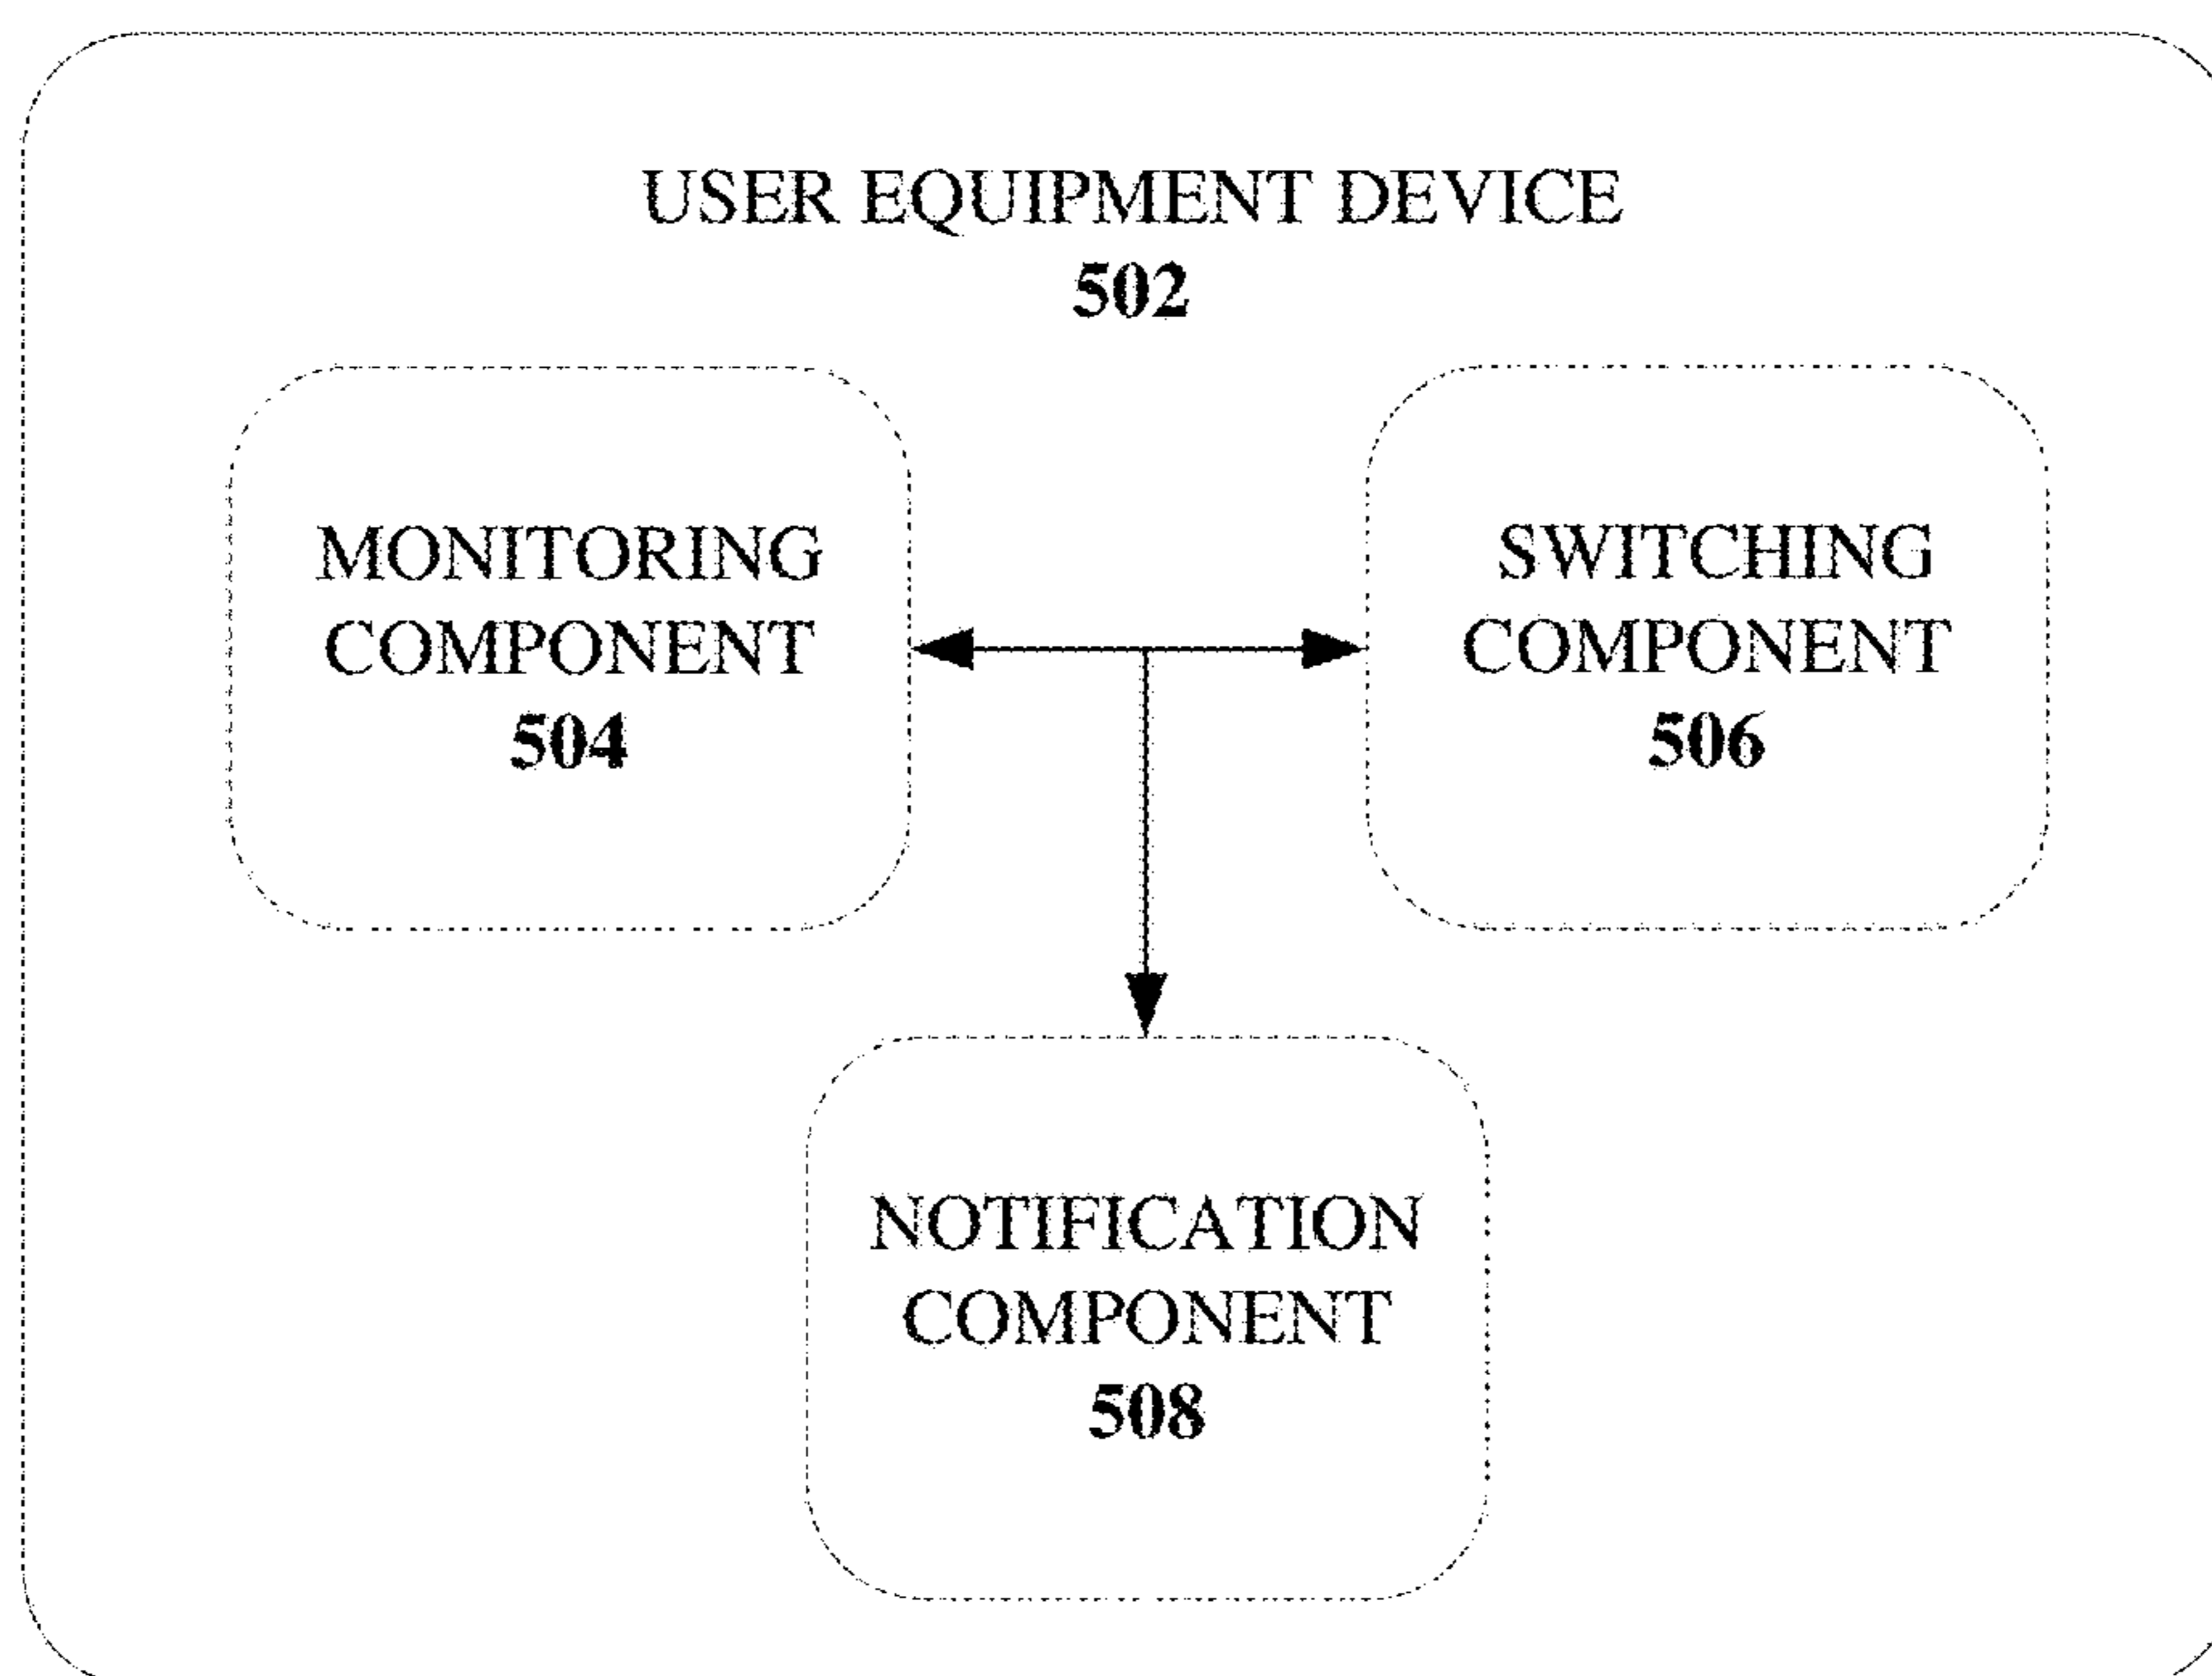 USER EQUIPMENT DEVICE
502
MONITORING
COMPONENT
504
SWITCHING
COMPONENT
506
NOTIFICATION
COMPONENT
508